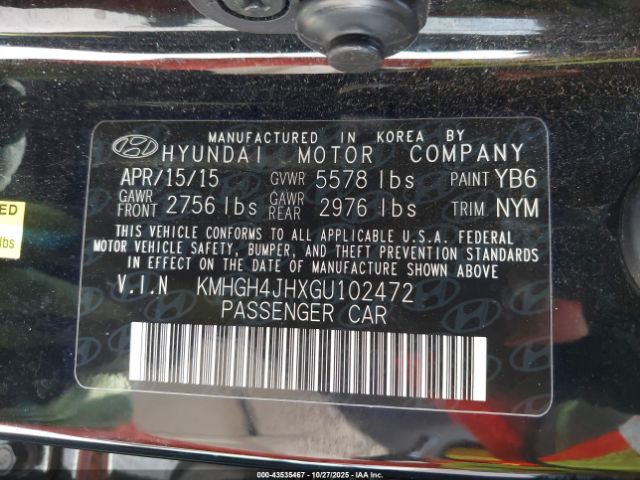 MANUFACTURED IN KOREA BY
HYUNDAI MOTOR COMPANY
APR/15/15 GVWR 5578 lbs PAINT YB6
GAWR FRONT 2756 lbs GAWR REAR 2976 lbs TRIM NYM
THIS VEHICLE CONFORMS TO ALL APPLICABLE U.S.A. FEDERAL
MOTOR VEHICLE SAFETY, BUMPER, AND THEFT PREVENTION STANDARDS
IN EFFECT ON THE DATE OF MANUFACTURE SHOWN ABOVE
V.I.N KMHGH4JHXGU102472
PASSENGER CAR
lbs
000-43535467 10/27/2025 IAAI.COM